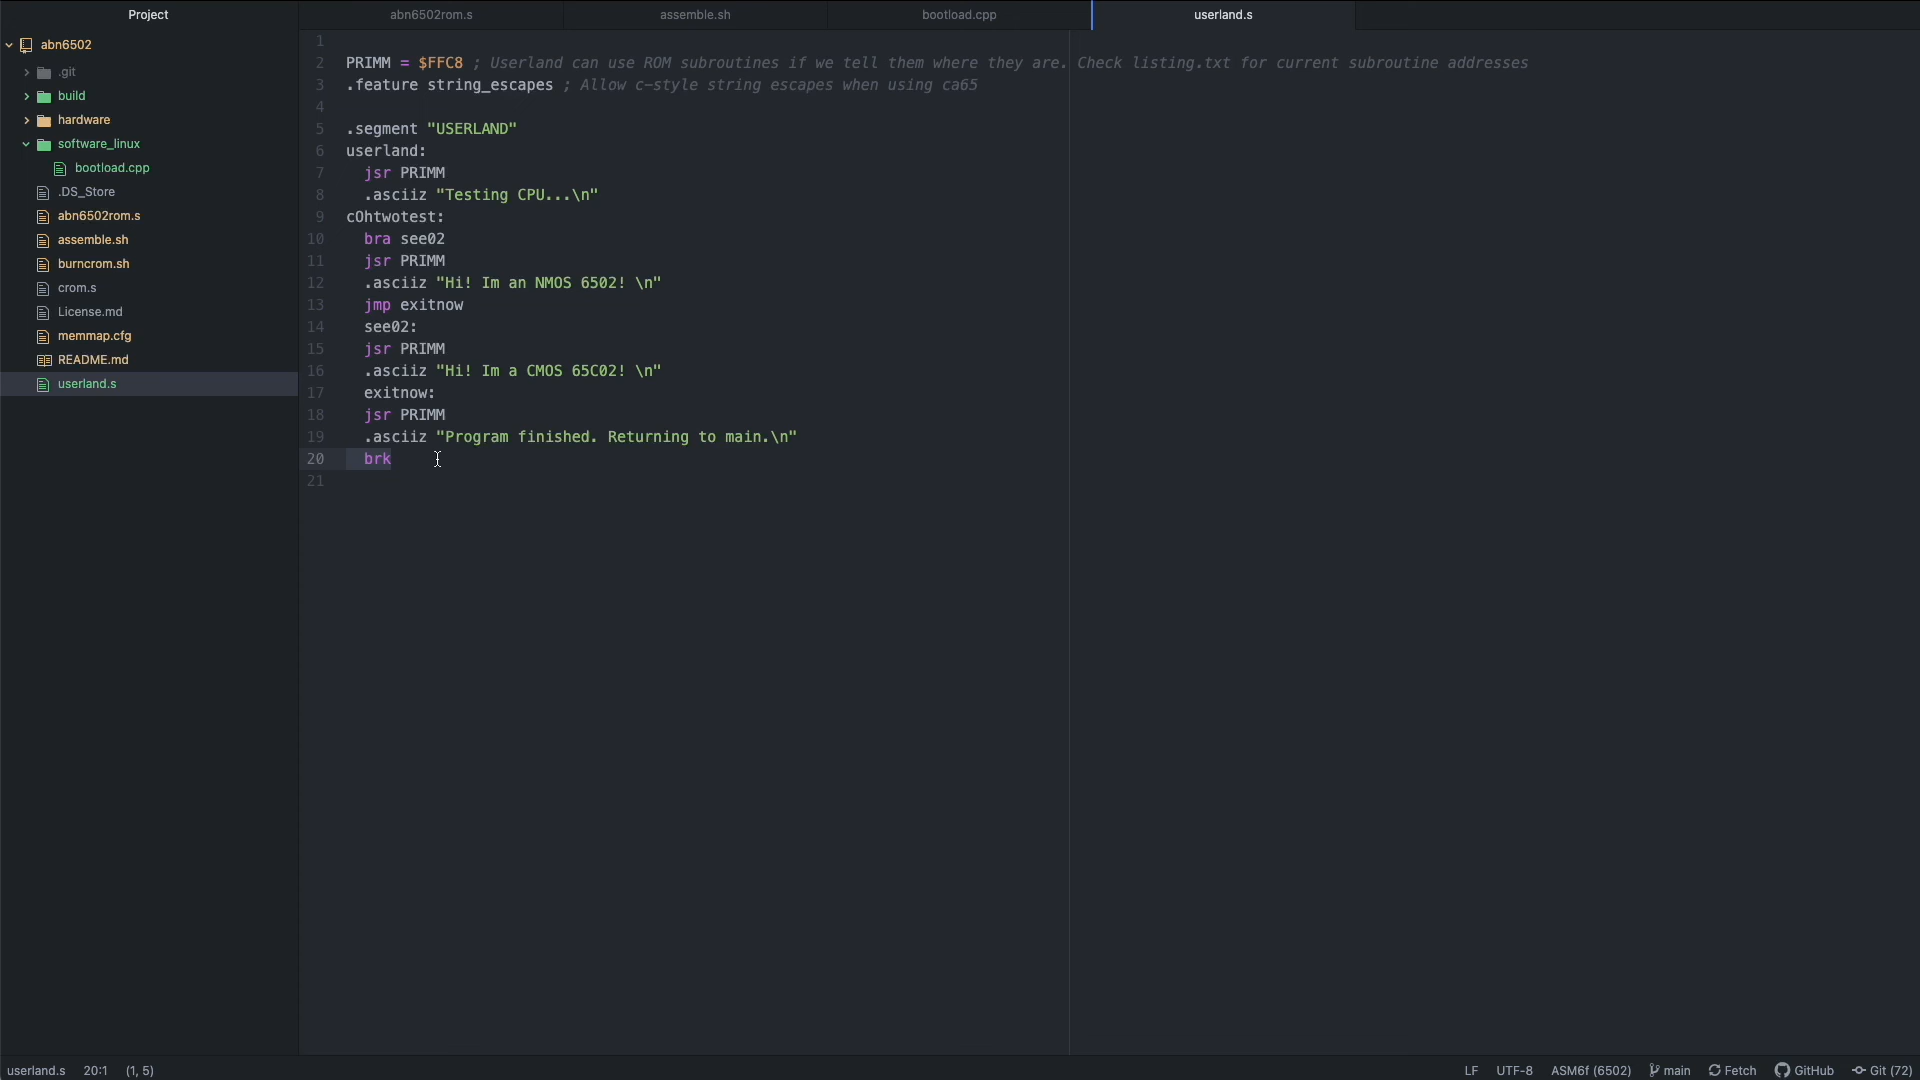 Project
abn6502rom.s
assemble.sh
bootload.cpp
userland.s
abn6502
.git
build
hardware
software_linux
bootload.cpp
.DS_Store
abn6502rom.s
assemble.sh
burncrom.sh
crom.s
License.md
memmap.cfg
README.md
userland.s
1
2 PRIMM = $FFC8 ; Userland can use ROM subroutines if we tell them where they are. Check listing.txt for current subroutine addresses
3 .feature string_escapes ; Allow c-style string escapes when using ca65
4
5 .segment "USERLAND"
6 userland:
7 jsr PRIMM
8 .asciiz "Testing CPU...\n"
9 cOhtwotest:
10 bra see02
11 jsr PRIMM
12 .asciiz "Hi! Im an NMOS 6502! \n"
13 jmp exitnow
14 see02:
15 jsr PRIMM
16 .asciiz "Hi! Im a CMOS 65C02! \n"
17 exitnow:
18 jsr PRIMM
19 .asciiz "Program finished. Returning to main.\n"
20 brk
21
userland.s 20:1 (1, 5) LF UTF-8 ASM6f (6502) main Fetch GitHub Git (72)